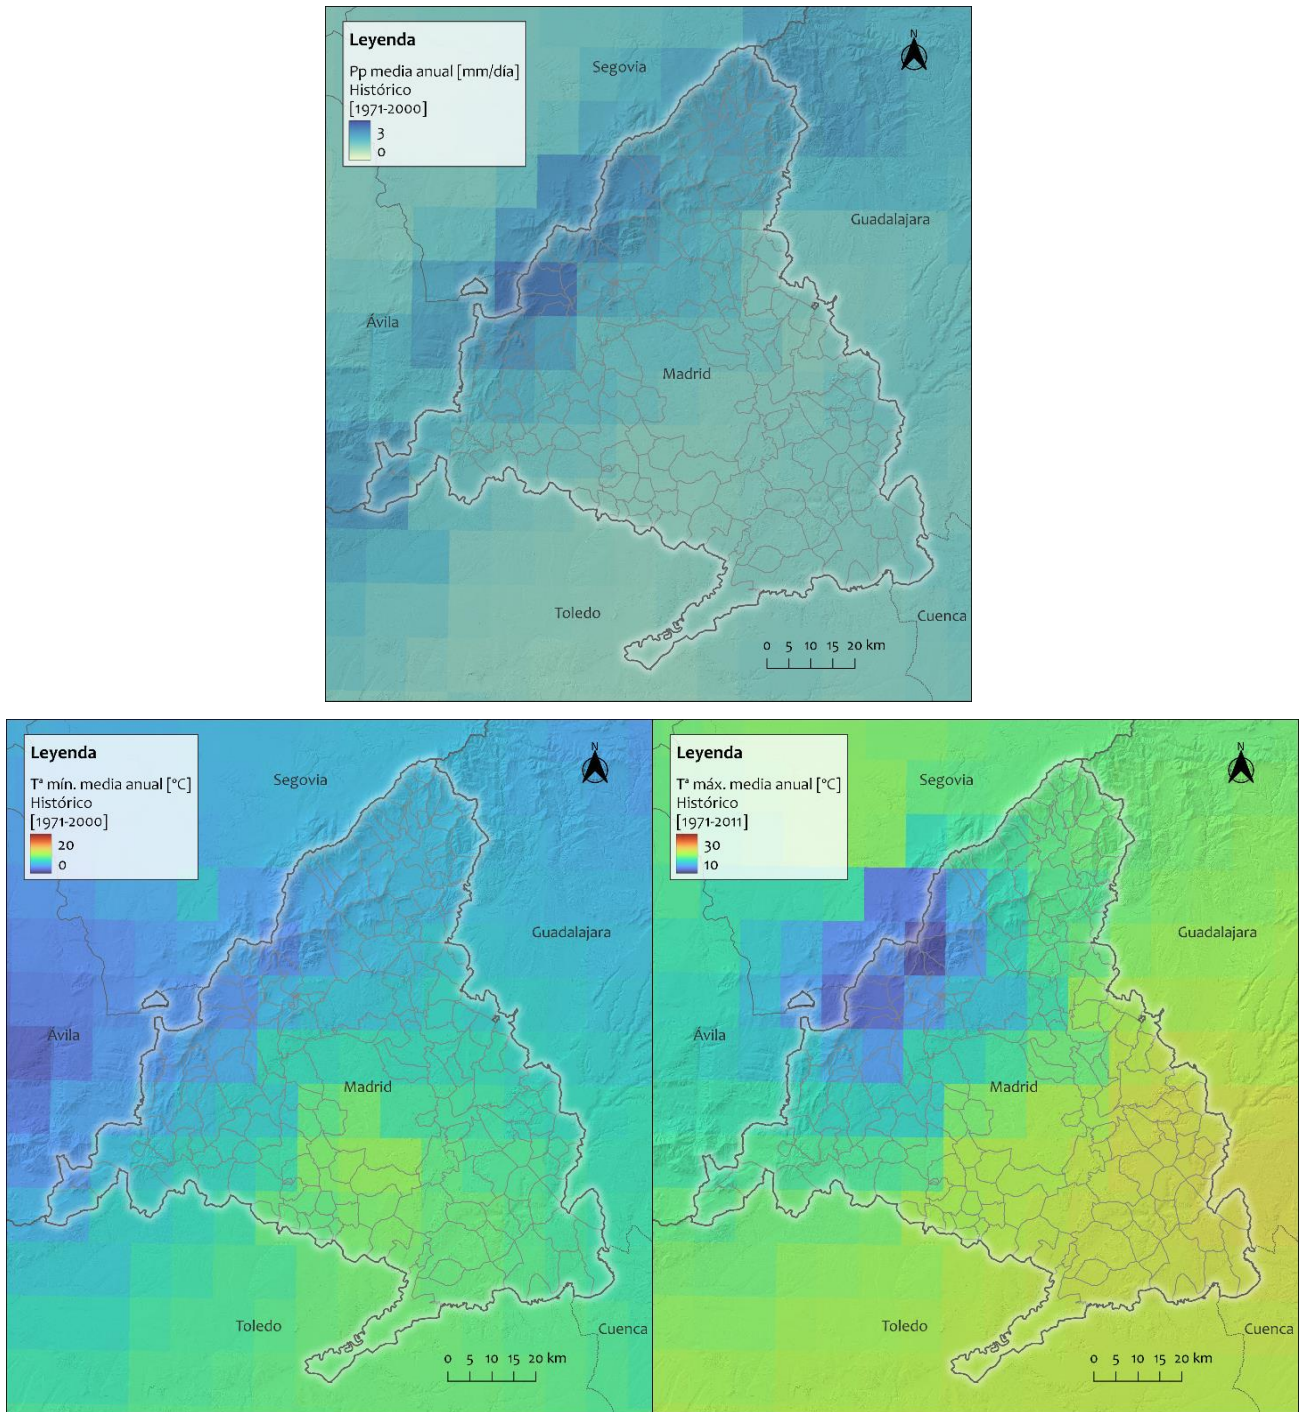 Leyenda
Pp media anual [mm/día]
Histórico
[1971-2000]
3
0
N
Segovia
Guadalajara
Ávila
Madrid
Toledo
Cuenca
0 5 10 15 20 km
Leyenda
Tª mín. media anual [°C]
Histórico
[1971-2000]
20
0
N
Segovia
Guadalajara
Ávila
Madrid
Toledo
Cuenca
0 5 10 15 20 km
Leyenda
Tª máx. media anual [°C]
Histórico
[1971-2011]
30
10
N
Segovia
Guadalajara
Ávila
Madrid
Toledo
Cuenca
0 5 10 15 20 km